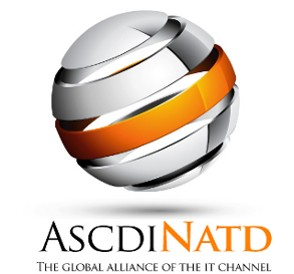 ASCDINATD
THE GLOBAL ALLIANCE OF THE IT CHANNEL